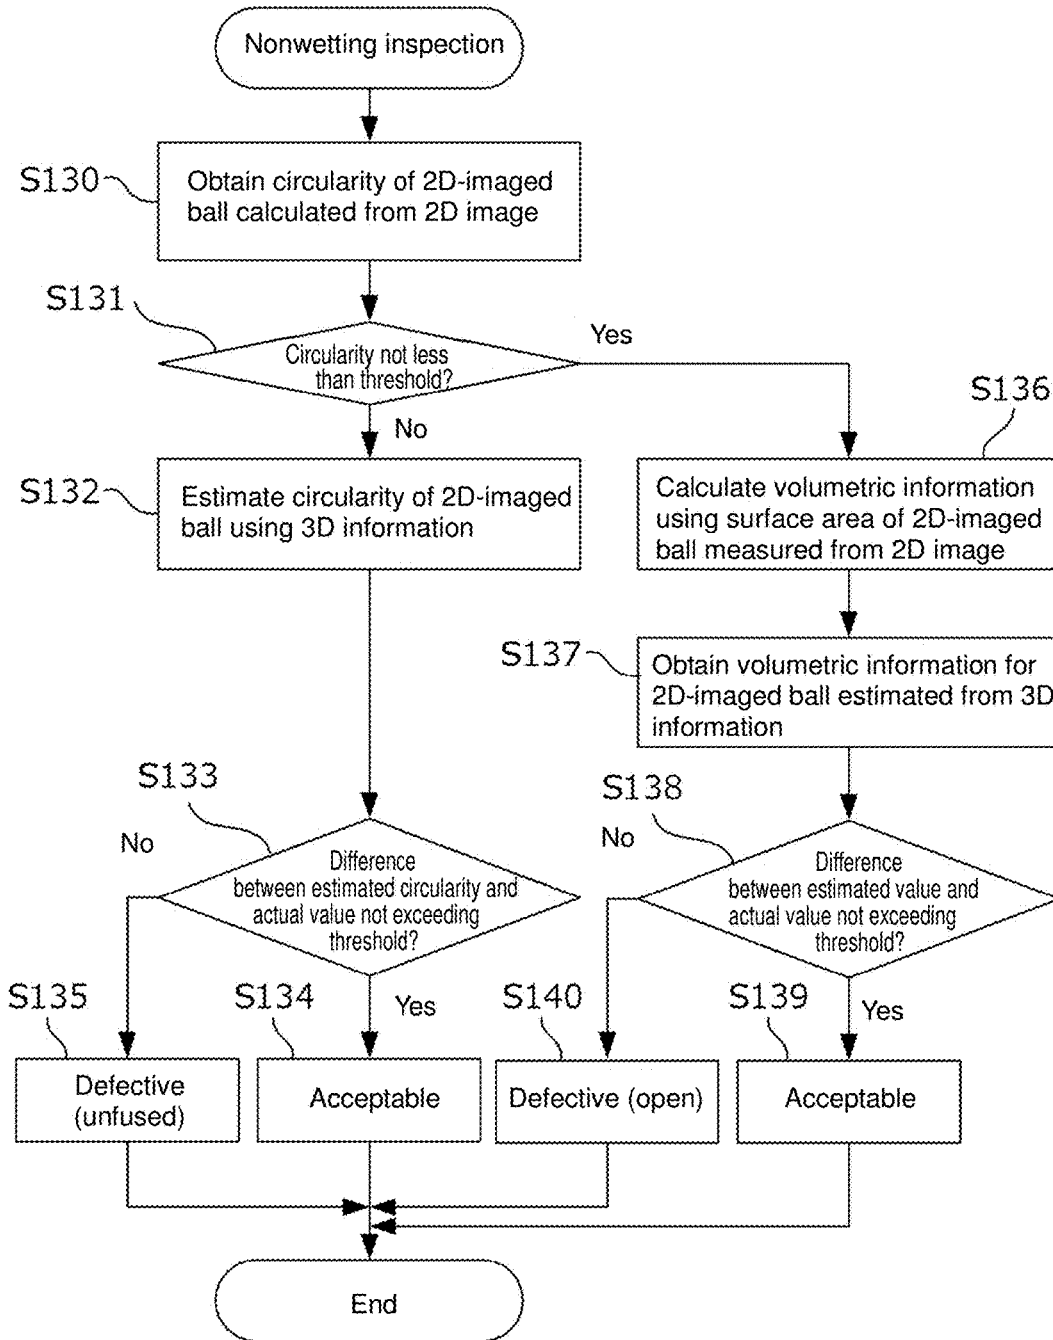 Nonwetting inspection
S130
Obtain circularity of 2D-imaged
ball calculated from 2D image
S131
Circularity not less
than threshold?
Yes
No
S132
Estimate circularity of 2D-imaged
ball using 3D information
S136
Calculate volumetric information
using surface area of 2D-imaged
ball measured from 2D image
S137
Obtain volumetric information for
2D-imaged ball estimated from 3D
information
S133
No
Difference
between estimated circularity and
actual value not exceeding
threshold?
Yes
S138
No
Difference
between estimated value and
actual value not exceeding
threshold?
Yes
S135
Defective
(unfused)
S134
Acceptable
S140
Defective (open)
S139
Acceptable
End